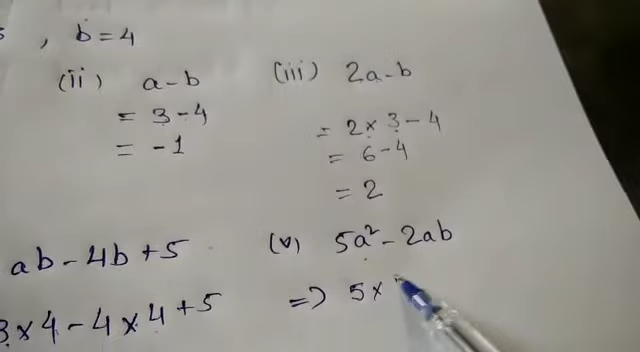 , b=4
(ii) a-b
= 3-4
= -1
(iii) 2a-b
= 2×3-4
= 6-4
= 2
ab-4b+5
3×4-4×4+5
(v) 5a²-2ab
=> 5×